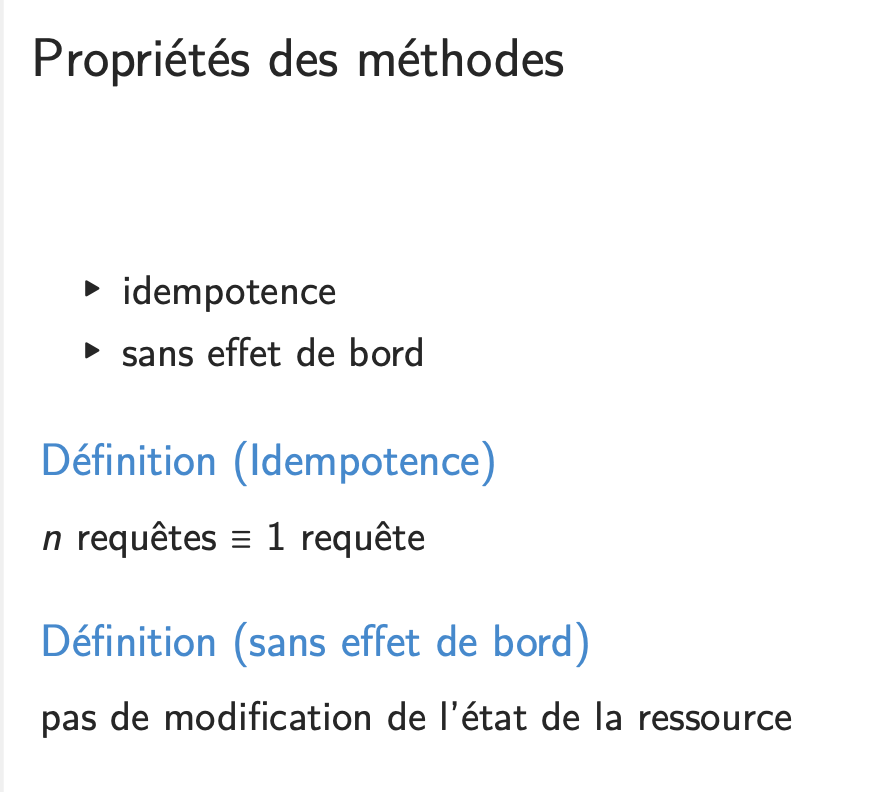 Propriétés des méthodes
▶ idempotence
▶ sans effet de bord
Définition (Idempotence)
n requêtes ≡ 1 requête
Définition (sans effet de bord)
pas de modification de l'état de la ressource